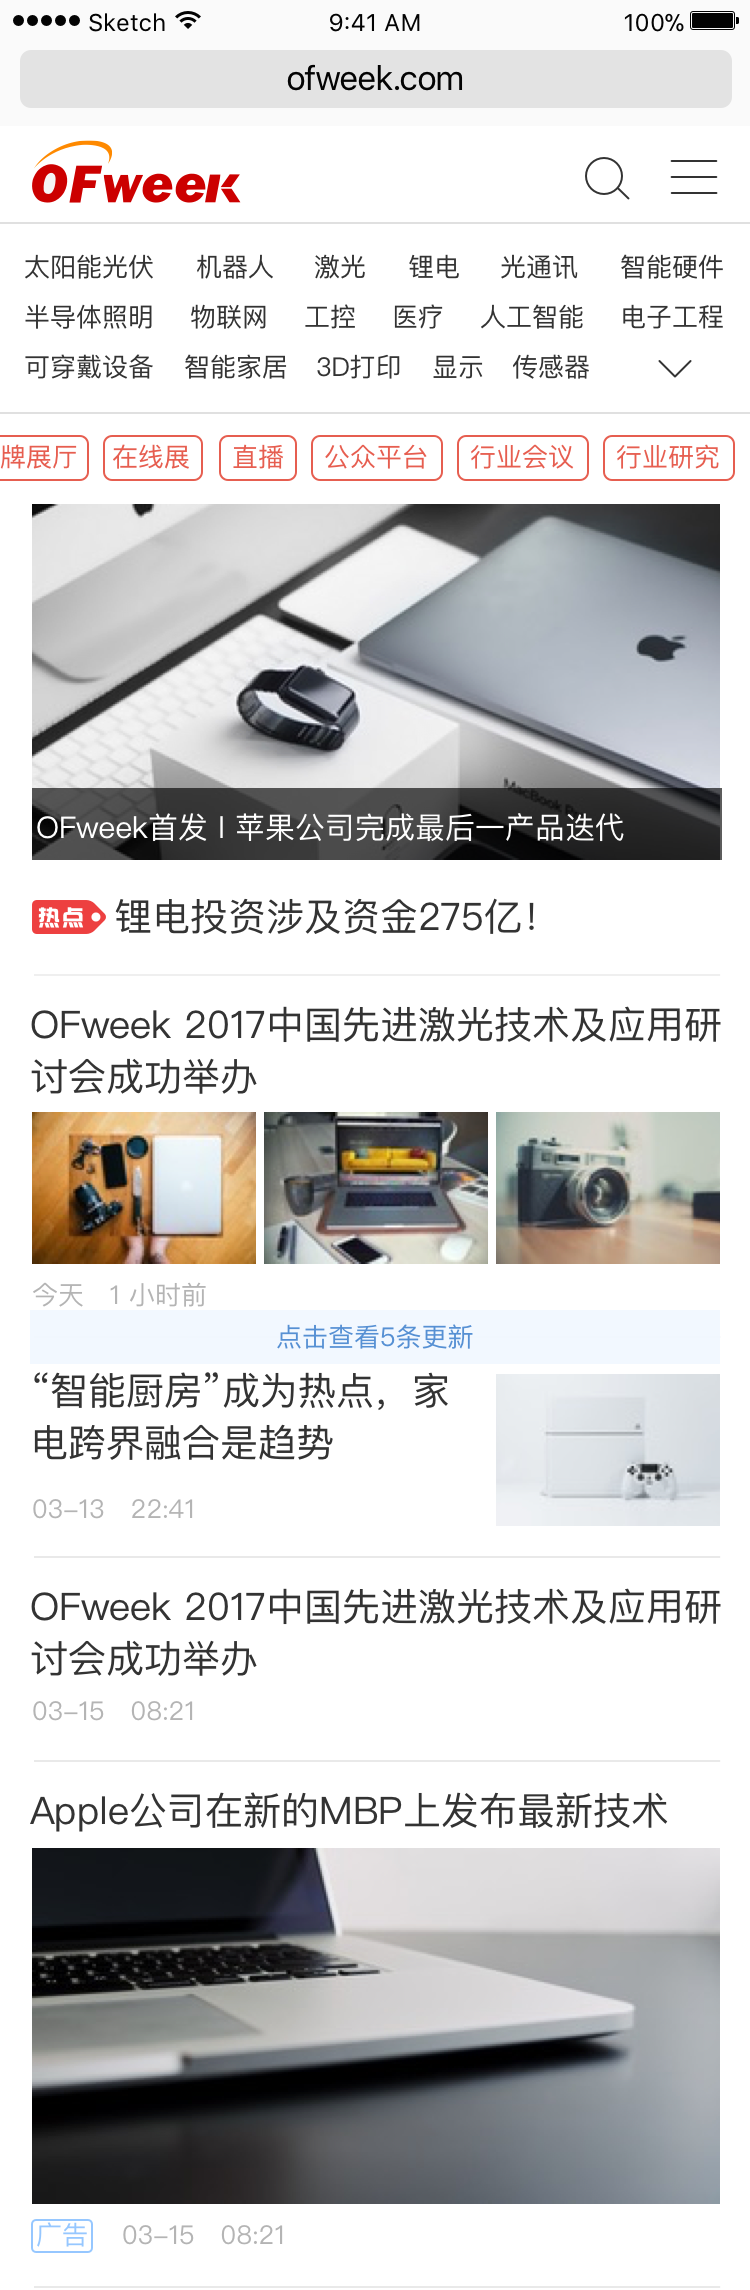 Sketch 9:41 AM 100%
ofweek.com
OFweek
太阳能光伏 机器人 激光 锂电 光通讯 智能硬件
半导体照明 物联网 工控 医疗 人工智能 电子工程
可穿戴设备 智能家居 3D打印 显示 传感器
牌展厅 在线展 直播 公众平台 行业会议 行业研究
MacBook
OFweek首发 | 苹果公司完成最后一产品迭代
热点 锂电投资涉及资金275亿!
OFweek 2017中国先进激光技术及应用研
讨会成功举办
今天 1 小时前
点击查看5条更新
“智能厨房”成为热点，家
电跨界融合是趋势
03-13 22:41
OFweek 2017中国先进激光技术及应用研
讨会成功举办
03-15 08:21
Apple公司在新的MBP上发布最新技术
广告 03-15 08:21